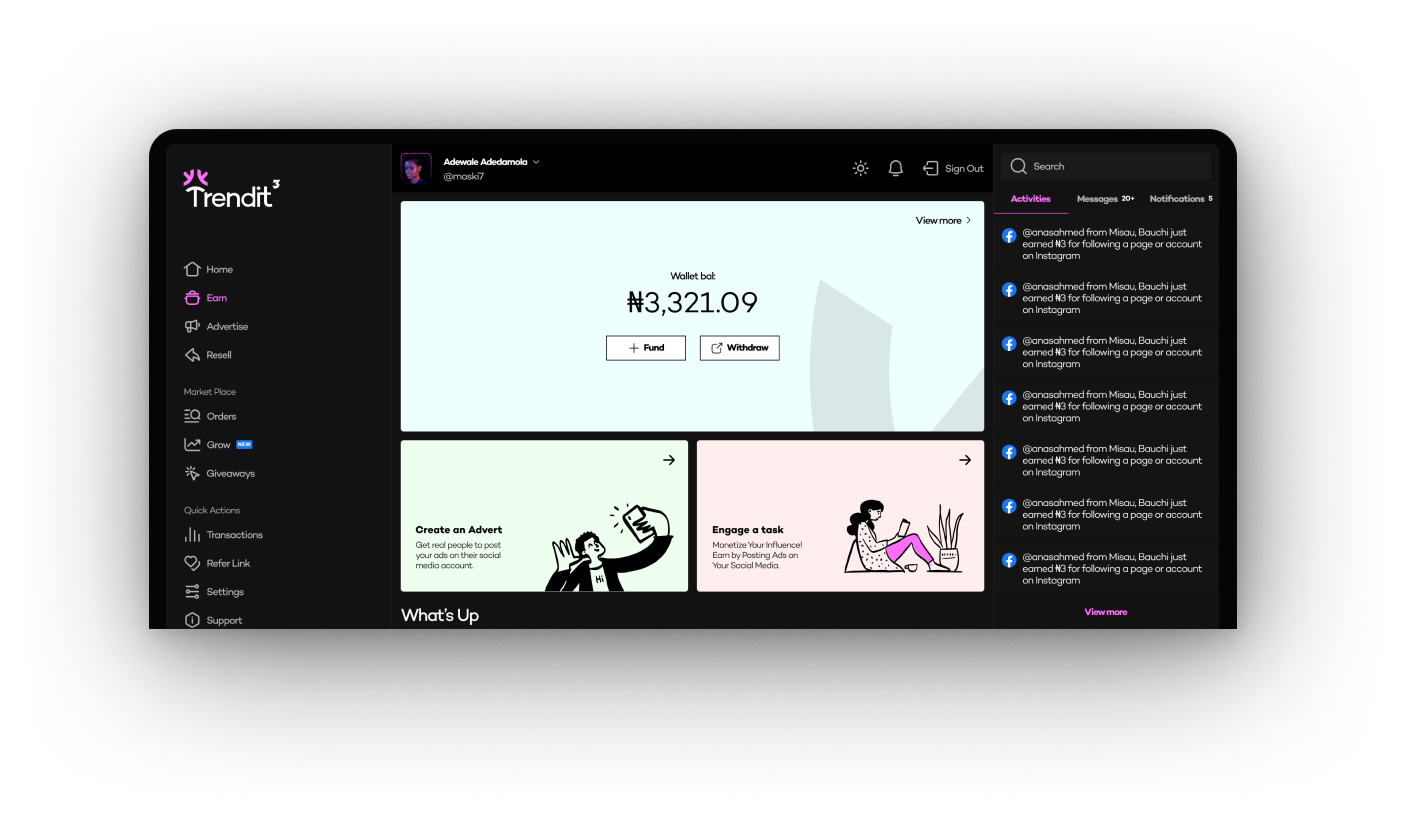 Trendit³
Home
Earn
Advertise
Resell
Market Place
Orders
Grow NEW
Giveaways
Quick Actions
Transactions
Refer Link
Settings
Support
Adewale Adedamola
@moski7
Sign Out
View more
Wallet bal:
₦3,321.09
Fund
Withdraw
Create an Advert
Get real people to post
your ads on their social
media account.
Hi
Engage a task
Monetize Your Influence!
Earn by Posting Ads on
Your Social Media.
What's Up
Search
Activities Messages 20+ Notifications 5
@anasahmed from Misau, Bauchi just
earned ₦3 for following a page or account
on Instagram
@anasahmed from Misau, Bauchi just
earned ₦3 for following a page or account
on Instagram
@anasahmed from Misau, Bauchi just
earned ₦3 for following a page or account
on Instagram
@anasahmed from Misau, Bauchi just
earned ₦3 for following a page or account
on Instagram
@anasahmed from Misau, Bauchi just
earned ₦3 for following a page or account
on Instagram
@anasahmed from Misau, Bauchi just
earned ₦3 for following a page or account
on Instagram
@anasahmed from Misau, Bauchi just
earned ₦3 for following a page or account
on Instagram
View more